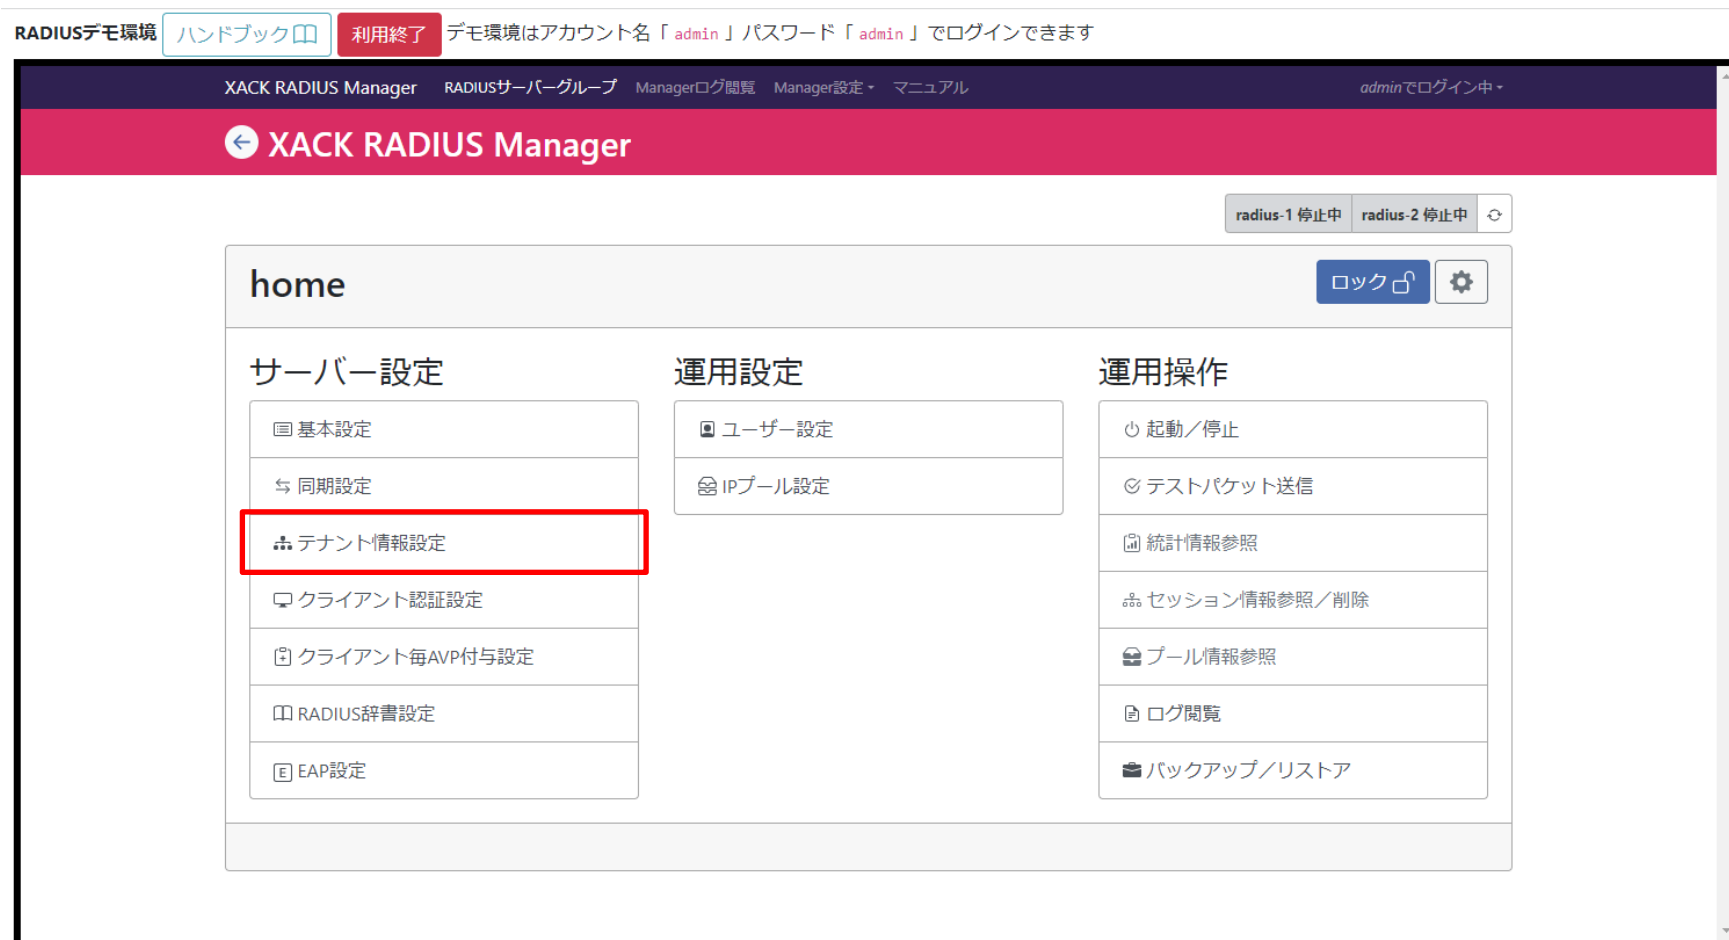 RADIUSデモ環境 ハンドブック 利用終了 デモ環境はアカウント名「 admin 」パスワード「 admin 」でログインできます
XACK RADIUS Manager RADIUSサーバーグループ Managerログ閲覧 Manager設定 マニュアル adminでログイン中
XACK RADIUS Manager
radius-1 停止中 radius-2 停止中
home ロック
サーバー設定
基本設定
同期設定
テナント情報設定
クライアント認証設定
クライアント毎AVP付与設定
RADIUS辞書設定
EAP設定
運用設定
ユーザー設定
IPプール設定
運用操作
起動／停止
テストパケット送信
統計情報参照
セッション情報参照／削除
プール情報参照
ログ閲覧
バックアップ／リストア